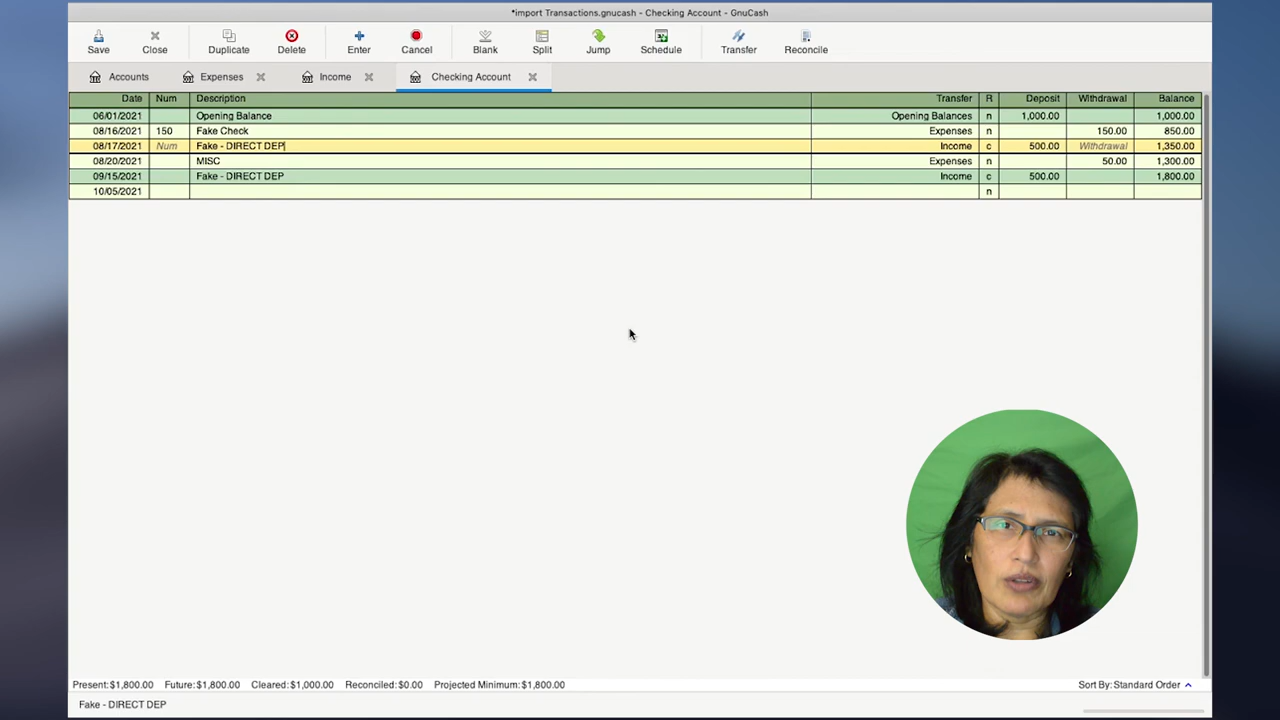 *import Transactions.gnucash - Checking Account - GnuCash
Save Close Duplicate Delete Enter Cancel Blank Split Jump Schedule Transfer Reconcile
Accounts Expenses Income Checking Account
Date Num Description Transfer R Deposit Withdrawal Balance
06/01/2021 Opening Balance Opening Balances n 1,000.00 1,000.00
08/16/2021 150 Fake Check Expenses n 150.00 850.00
08/17/2021 Num Fake - DIRECT DEP Income c 500.00 Withdrawal 1,350.00
08/20/2021 MISC Expenses n 50.00 1,300.00
09/15/2021 Fake - DIRECT DEP Income c 500.00 1,800.00
10/05/2021 n
Present: $1,800.00 Future: $1,800.00 Cleared: $1,000.00 Reconciled: $0.00 Projected Minimum: $1,800.00 Sort By: Standard Order
Fake - DIRECT DEP